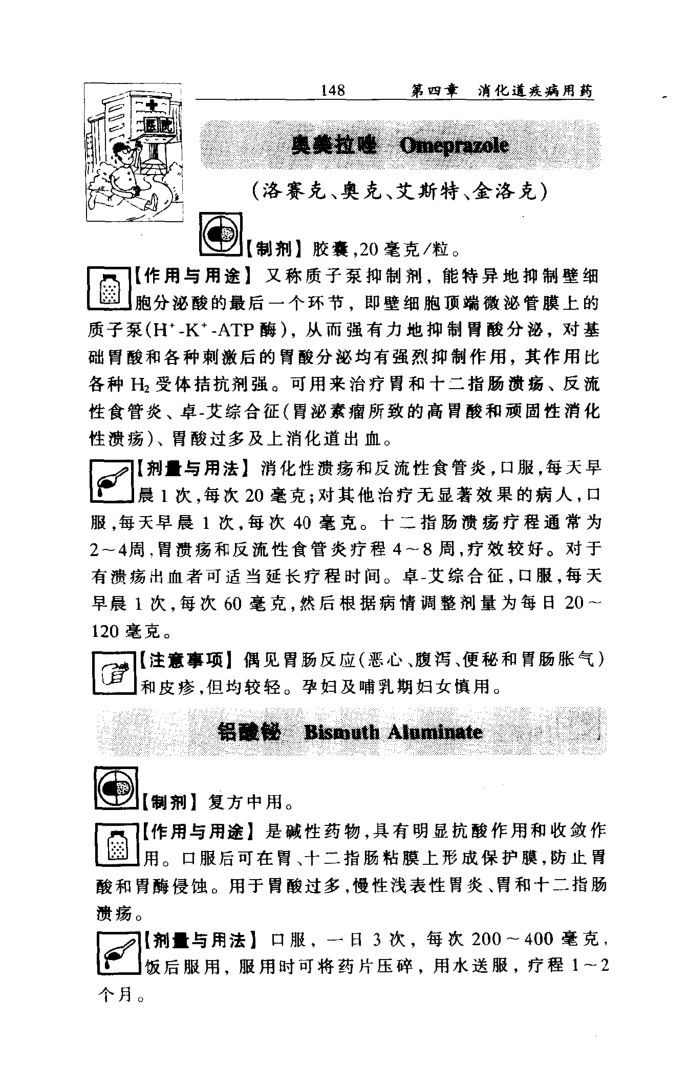 148 第四章 消化道疾病用药
医院
奥美拉唑 Omeprazole
(洛赛克、奥克、艾斯特、金洛克)
【制剂】胶囊,20毫克/粒。
【作用与用途】又称质子泵抑制剂，能特异地抑制壁细
胞分泌酸的最后一个环节，即壁细胞顶端微泌管膜上的
质子泵(H⁺-K⁺-ATP酶)，从而强有力地抑制胃酸分泌，对基
础胃酸和各种刺激后的胃酸分泌均有强烈抑制作用，其作用比
各种H₂受体拮抗剂强。可用来治疗胃和十二指肠溃疡、反流
性食管炎、卓-艾综合征(胃泌素瘤所致的高胃酸和顽固性消化
性溃疡)、胃酸过多及上消化道出血。
【剂量与用法】消化性溃疡和反流性食管炎,口服,每天早
晨1次,每次20毫克;对其他治疗无显著效果的病人,口
服,每天早晨1次,每次40毫克。十二指肠溃疡疗程通常为
2～4周,胃溃疡和反流性食管炎疗程4～8周,疗效较好。对于
有溃疡出血者可适当延长疗程时间。卓-艾综合征,口服,每天
早晨1次,每次60毫克,然后根据病情调整剂量为每日20～
120毫克。
【注意事项】偶见胃肠反应(恶心、腹泻、便秘和胃肠胀气)
和皮疹,但均较轻。孕妇及哺乳期妇女慎用。
铝酸铋 Bismuth Aluminate
【制剂】复方中用。
【作用与用途】是碱性药物,具有明显抗酸作用和收敛作
用。口服后可在胃、十二指肠粘膜上形成保护膜,防止胃
酸和胃酶侵蚀。用于胃酸过多,慢性浅表性胃炎、胃和十二指肠
溃疡。
【剂量与用法】口服，一日3次，每次200～400毫克，
饭后服用，服用时可将药片压碎，用水送服，疗程1～2
个月。